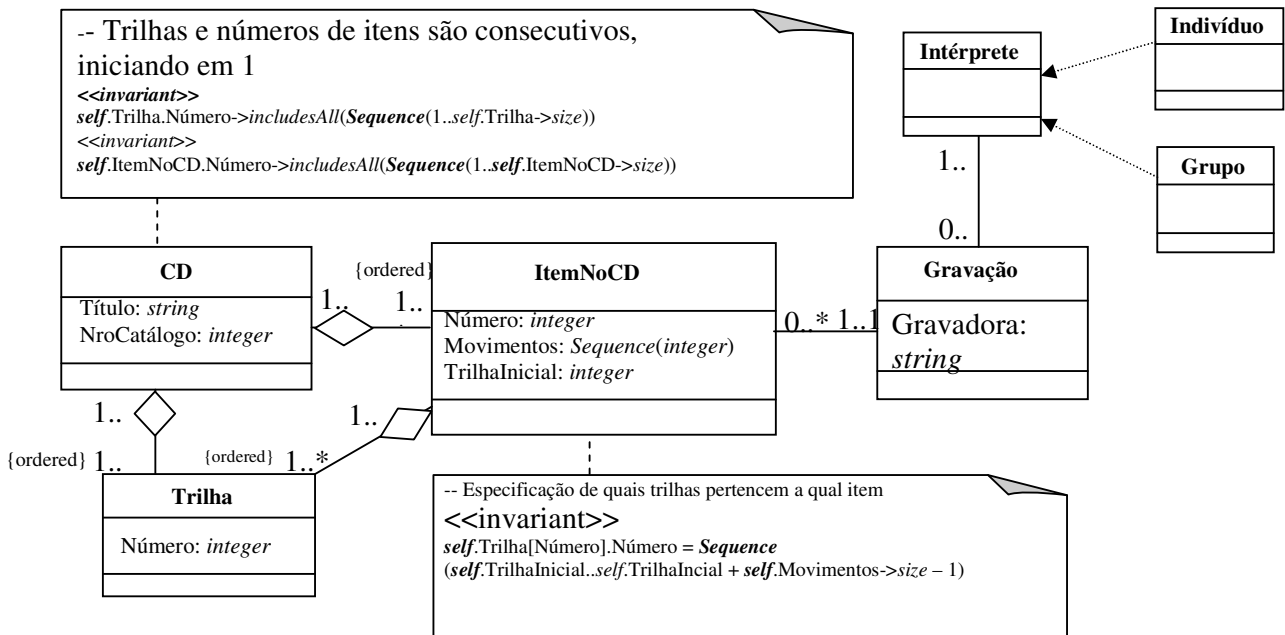 -- Trilhas e números de itens são consecutivos,
iniciando em 1
<<invariant>>
self.Trilha.Número->includesAll(Sequence(1..self.Trilha->size))
<<invariant>>
self.ItemNoCD.Número->includesAll(Sequence(1..self.ItemNoCD->size))
Intérprete
Indivíduo
Grupo
1..
0..
CD
Título: string
NroCatálogo: integer
1..
{ordered}
1..
ItemNoCD
Número: integer
Movimentos: Sequence(integer)
TrilhaInicial: integer
0..* 1..1
Gravação
Gravadora:
string
1..
1..
{ordered} 1..
{ordered} 1..*
Trilha
Número: integer
-- Especificação de quais trilhas pertencem a qual item
<<invariant>>
self.Trilha[Número].Número = Sequence
(self.TrilhaInicial..self.TrilhaIncial + self.Movimentos->size – 1)